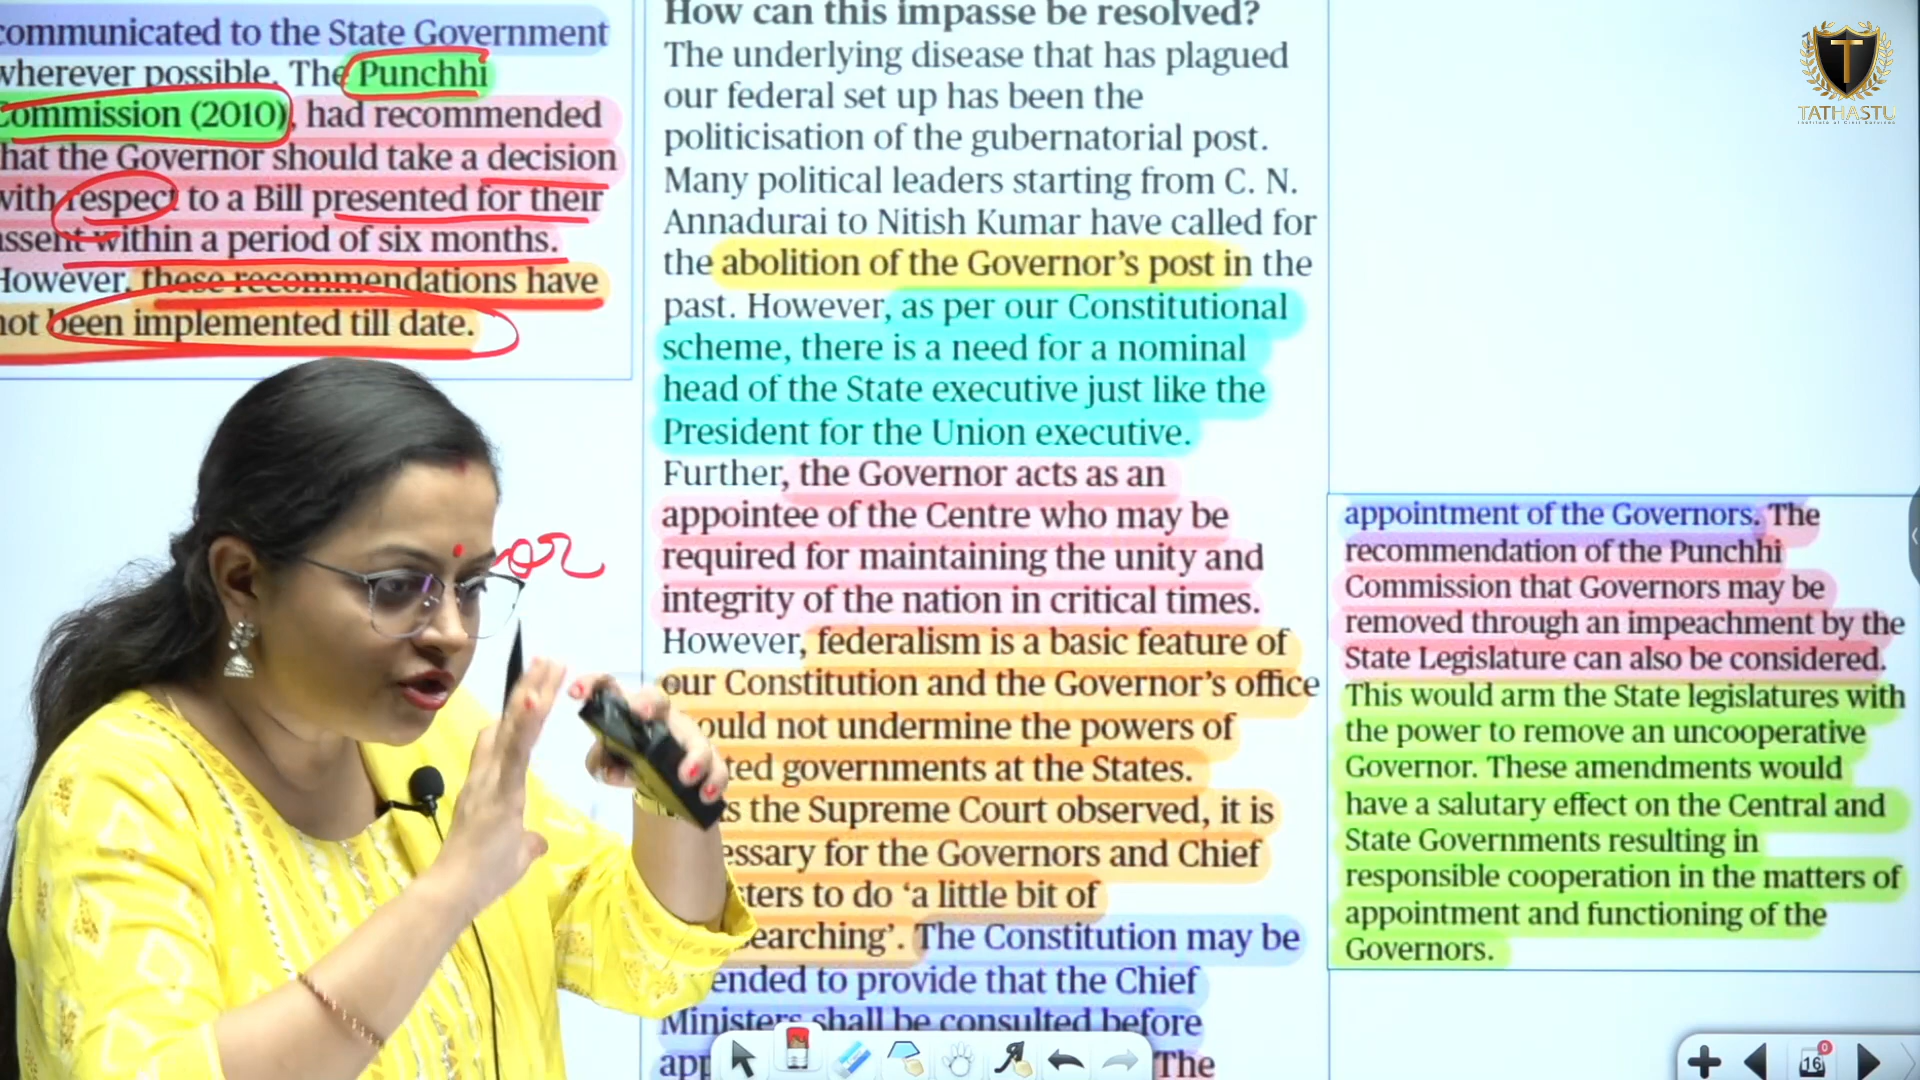 communicated to the State Government
wherever possible. The Punchhi
Commission (2010), had recommended
that the Governor should take a decision
with respect to a Bill presented for their
assent within a period of six months.
However, these recommendations have
not been implemented till date.
or
How can this impasse be resolved?
The underlying disease that has plagued
our federal set up has been the
politicisation of the gubernatorial post.
Many political leaders starting from C. N.
Annadurai to Nitish Kumar have called for
the abolition of the Governor’s post in the
past. However, as per our Constitutional
scheme, there is a need for a nominal
head of the State executive just like the
President for the Union executive.
Further, the Governor acts as an
appointee of the Centre who may be
required for maintaining the unity and
integrity of the nation in critical times.
However, federalism is a basic feature of
our Constitution and the Governor’s office
ould not undermine the powers of
ted governments at the States.
s the Supreme Court observed, it is
essary for the Governors and Chief
sters to do ‘a little bit of
searching’. The Constitution may be
ended to provide that the Chief
Ministers shall be consulted before
app The
appointment of the Governors. The
recommendation of the Punchhi
Commission that Governors may be
removed through an impeachment by the
State Legislature can also be considered.
This would arm the State legislatures with
the power to remove an uncooperative
Governor. These amendments would
have a salutary effect on the Central and
State Governments resulting in
responsible cooperation in the matters of
appointment and functioning of the
Governors.
T
TATHASTU
Institute of Civil Services
0
16